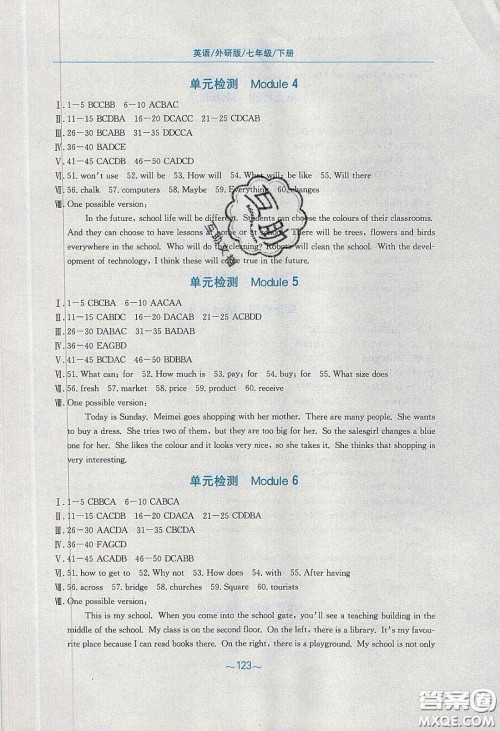 英语/外研版/七年级/下册
单元检测 Module 4
Ⅰ. 1—5 BCCBB 6—10 ACBAC
Ⅱ. 11—15 BCDBA 16—20 DCACC 21—25 CDCAB
Ⅲ. 26—30 BCABB 31—35 DDCCA
Ⅳ. 36—40 BADCE
Ⅴ. 41—45 CACDB 46—50 CADCD
Ⅵ. 51. won't use 52. will be 53. How will 54. What will; be like 55. Will there
Ⅶ. 56. chalk 57. computers 58. Maybe 59. Everything 60. changes
Ⅷ. One possible version:
In the future, school life will be different. Students can choose the colours of their classrooms.
And they can choose to have lessons at home or at school. There will be trees, flowers and birds
everywhere in the school. Who will do the cleaning? Robots will clean the school. With the devel-
opment of technology, I think these will come true in the future.
互助
单元检测 Module 5
Ⅰ. 1—5 CBCBA 6—10 AACAA
Ⅱ. 11—15 CABDC 16—20 DACAB 21—25 ACBDD
Ⅲ. 26—30 DABAC 31—35 BADAB
Ⅳ. 36—40 EAGBD
Ⅴ. 41—45 BCDAC 46—50 BDBBA
Ⅵ. 51. What can; for 52. How much is 53. pay; for 54. buy; for 55. What size does
Ⅶ. 56. fresh 57. market 58. price 59. product 60. receive
Ⅷ. One possible version:
Today is Sunday. Meimei goes shopping with her mother. There are many people. She wants
to buy a dress. She tries two of them, but they are too big for her. So the salesgirl changes a blue
one for her. She likes the colour and it looks very nice, so she takes it. She thinks that shopping is
very interesting.
单元检测 Module 6
Ⅰ. 1—5 CBBCA 6—10 CABCA
Ⅱ. 11—15 CACDB 16—20 CDACA 21—25 CDDBA
Ⅲ. 26—30 AACDA 31—35 CBCDA
Ⅳ. 36—40 FAGCD
Ⅴ. 41—45 ACADB 46—50 DCABB
Ⅵ. 51. how to get to 52. Why not 53. How does 54. with 55. After having
Ⅶ. 56. across 57. bridge 58. churches 59. Square 60. tourists
Ⅷ. One possible version:
This is my school. When you come into the school gate, you'll see a teaching building in the
middle of the school. My class is on the second floor. On the left, there is a library. It's my favou-
rite place because I can read books there. On the right, there is a playground. My school is not only
~123~
答案圈
MXQE.COM